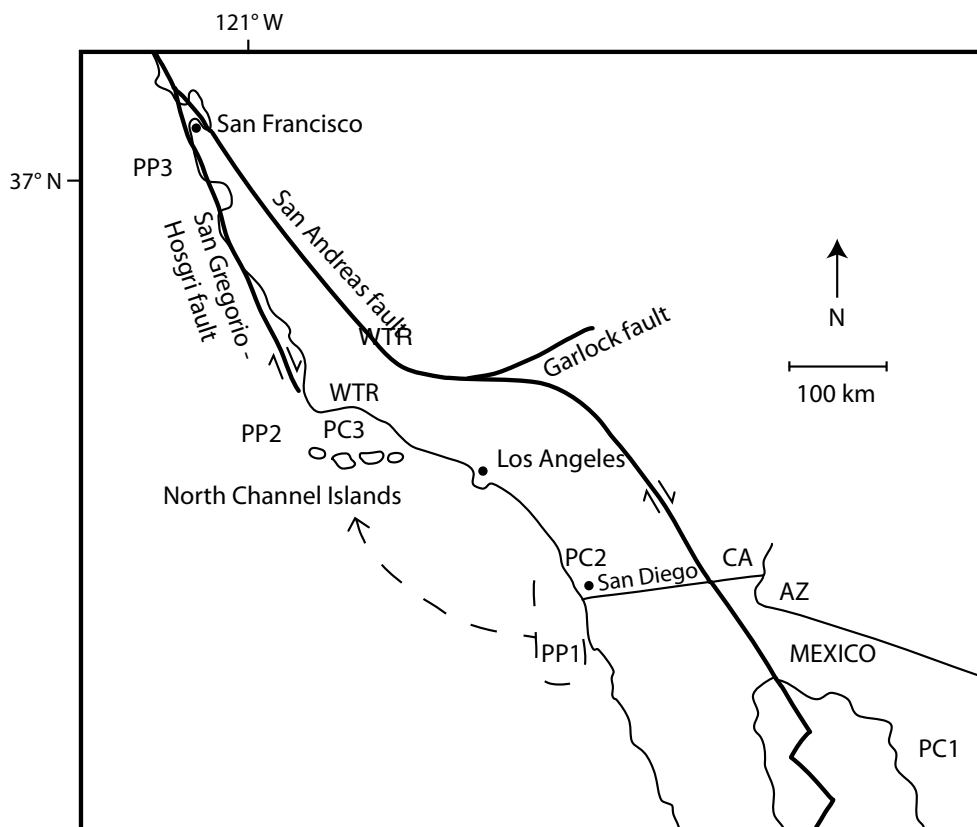 121° W
San Francisco
PP3
37° N
San Andreas fault
San Gregorio -
Hosgri fault
N
100 km
WTR
Garlock fault
WTR
PP2
PC3
Los Angeles
North Channel Islands
PC2
San Diego
CA
AZ
PP1
MEXICO
PC1